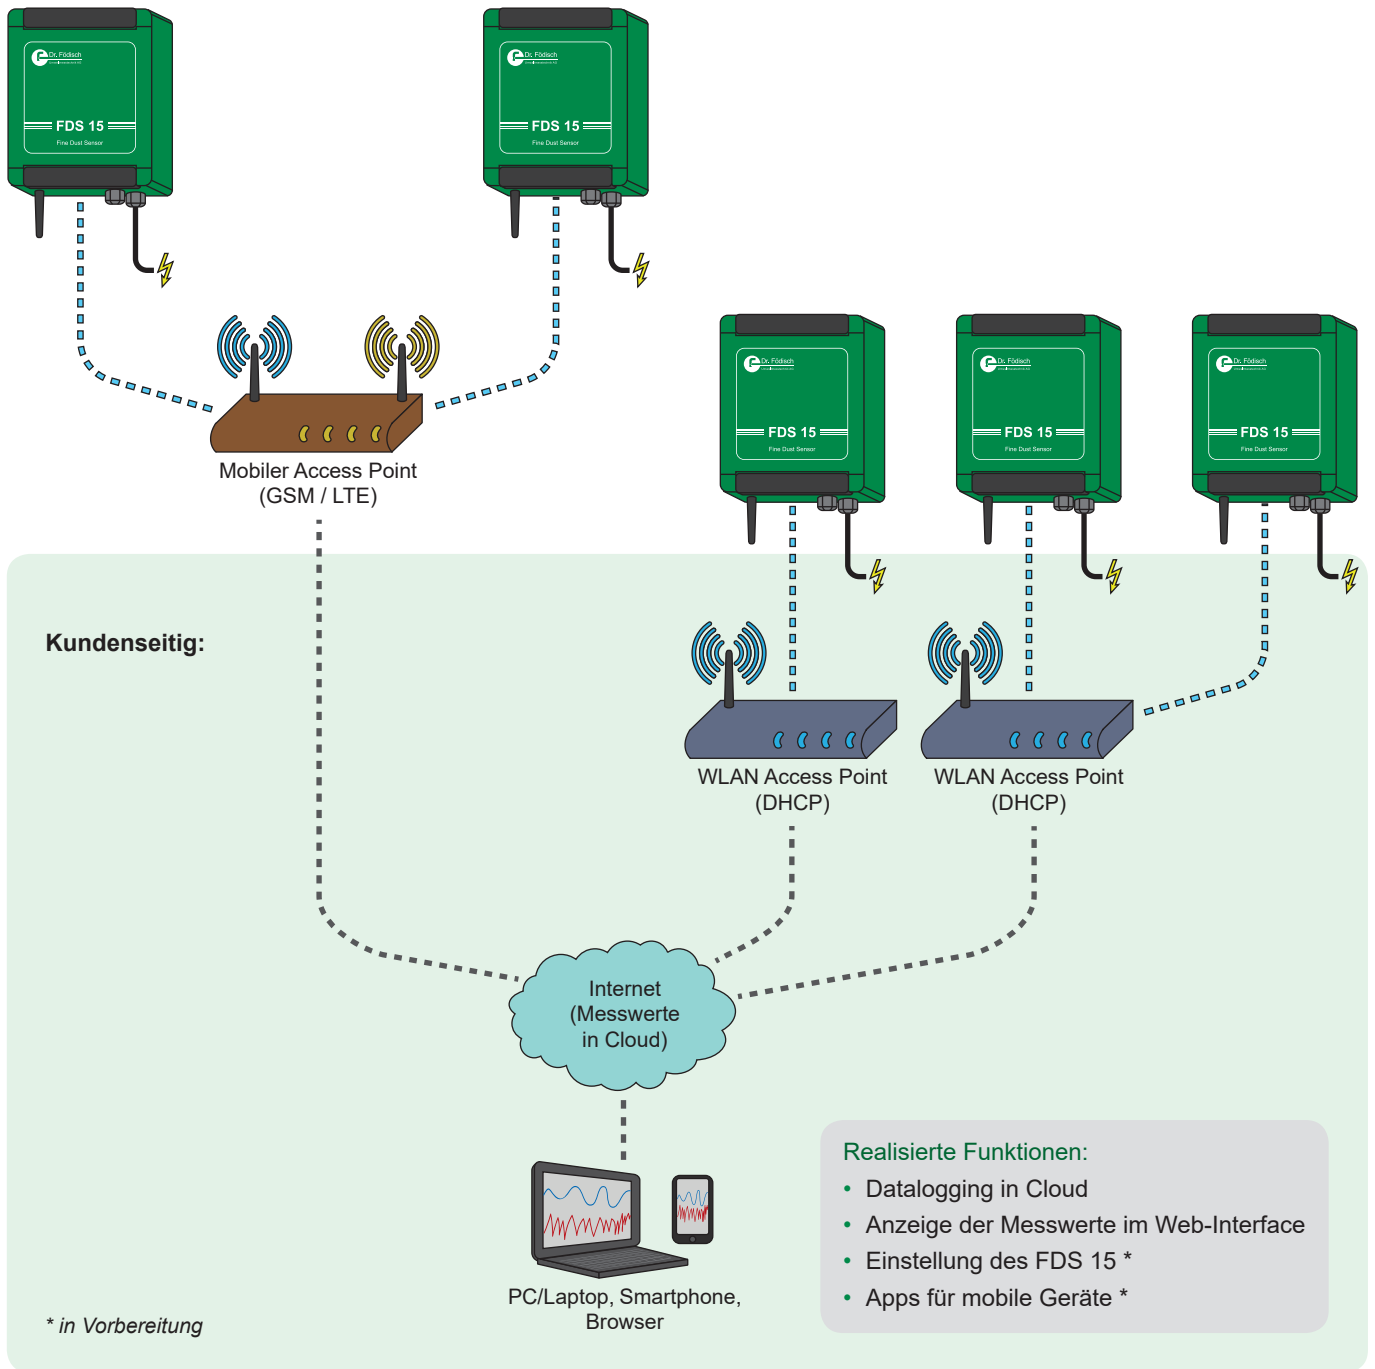 Dr. Födisch
FDS 15
Fine Dust Sensor
Dr. Födisch
FDS 15
Fine Dust Sensor
Mobiler Access Point
(GSM / LTE)
Dr. Födisch
FDS 15
Fine Dust Sensor
Dr. Födisch
FDS 15
Fine Dust Sensor
Dr. Födisch
FDS 15
Fine Dust Sensor
Kundenseitig:
WLAN Access Point
(DHCP)
WLAN Access Point
(DHCP)
Internet
(Messwerte
in Cloud)
PC/Laptop, Smartphone,
Browser
Realisierte Funktionen:
• Datalogging in Cloud
• Anzeige der Messwerte im Web-Interface
• Einstellung des FDS 15 *
• Apps für mobile Geräte *
* in Vorbereitung